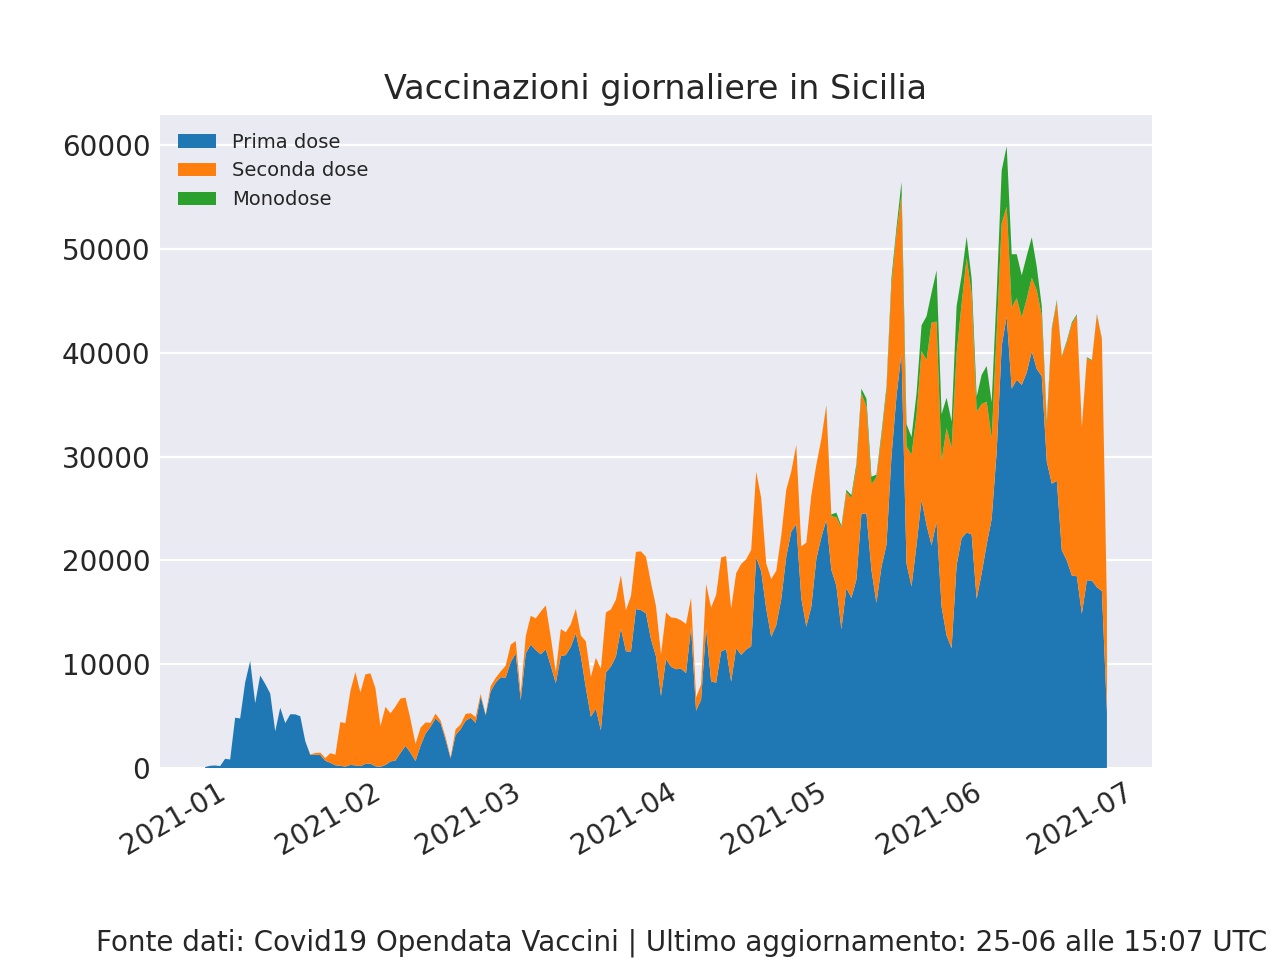 Vaccinazioni giornaliere in Sicilia
Prima dose
Seconda dose
Monodose
60000
50000
40000
30000
20000
10000
0
2021-01
2021-02
2021-03
2021-04
2021-05
2021-06
2021-07
Fonte dati: Covid19 Opendata Vaccini | Ultimo aggiornamento: 25-06 alle 15:07 UTC